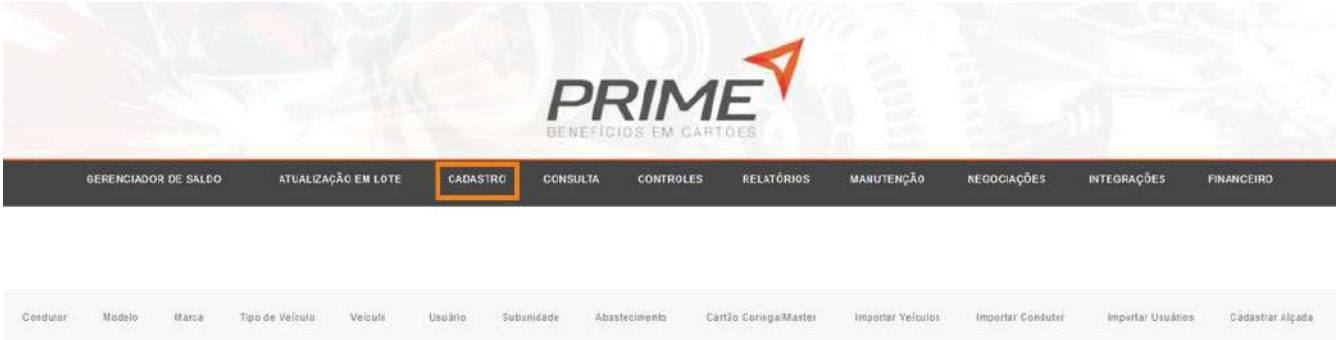 PRIME
BENEFÍCIOS EM CARTÕES
GERENCIADOR DE SALDO ATUALIZAÇÃO EM LOTE CADASTRO CONSULTA CONTROLES RELATÓRIOS MANUTENÇÃO NEGOCIAÇÕES INTEGRAÇÕES FINANCEIRO
Condutor Modelo Marca Tipo de Veículo Veículo Usuário Subunidade Abastecimento Cartão Coringa/Master Importar Veículos Importar Condutor Importar Usuários Cadastrar Alçada